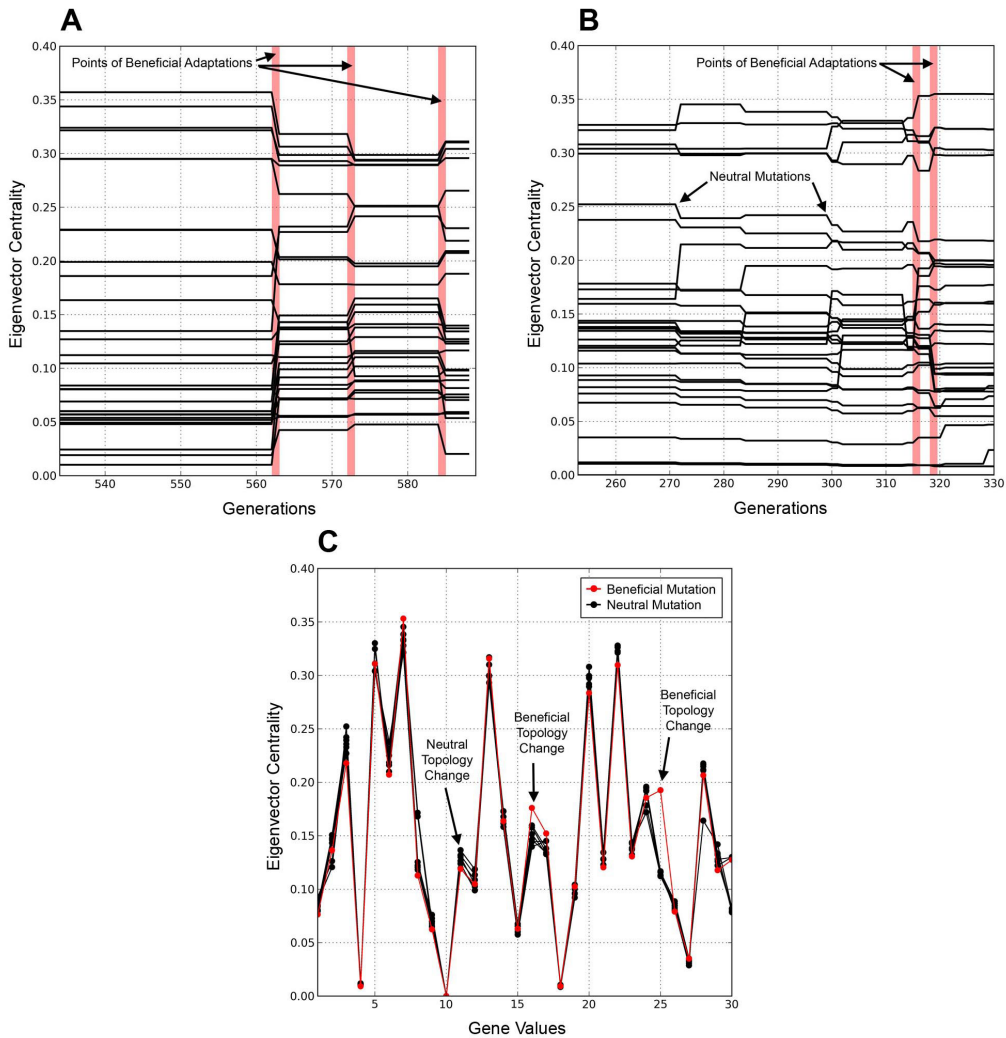 A
B
Points of Beneficial Adaptations
Eigenvector Centrality
0.40
0.35
0.30
0.25
0.20
0.15
0.10
0.05
0.00
540
550
560
570
580
Generations
Points of Beneficial Adaptations
Neutral Mutations
Eigenvector Centrality
0.40
0.35
0.30
0.25
0.20
0.15
0.10
0.05
0.00
260
270
280
290
300
310
320
330
Generations
C
Beneficial Mutation
Neutral Mutation
Neutral
Topology
Change
Beneficial
Topology
Change
Beneficial
Topology
Change
Eigenvector Centrality
0.40
0.35
0.30
0.25
0.20
0.15
0.10
0.05
0.00
5
10
15
20
25
30
Gene Values